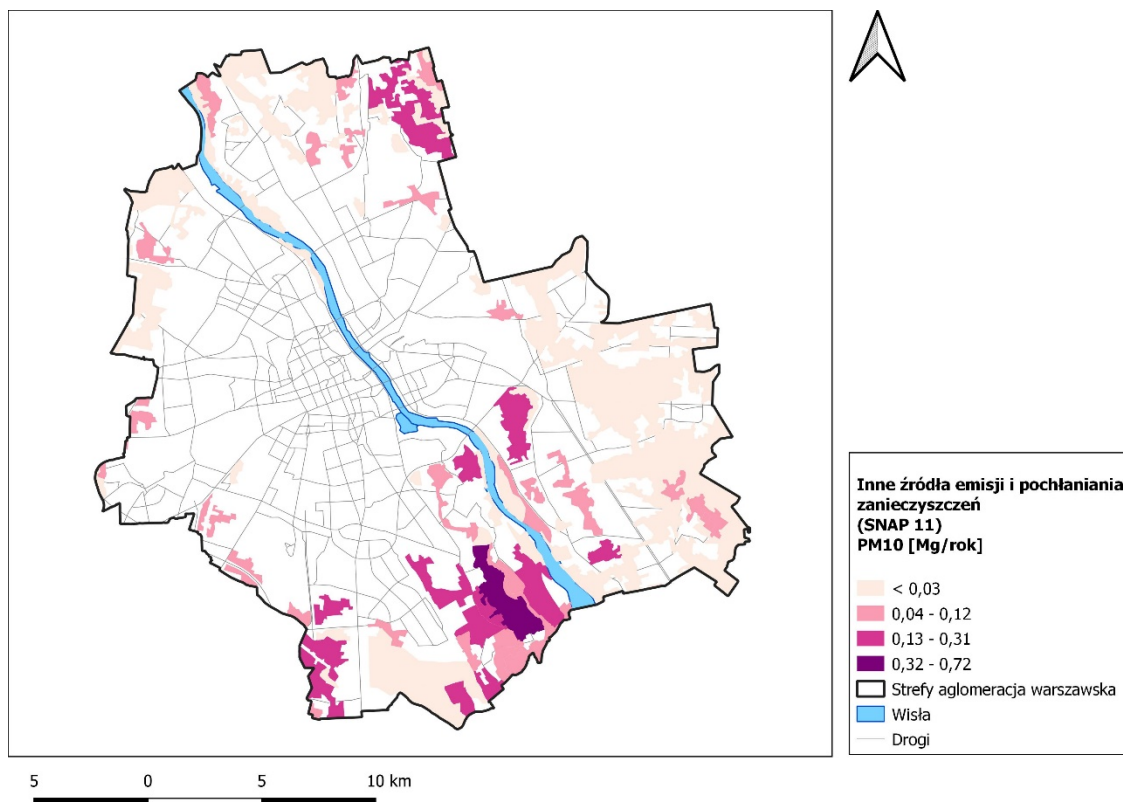 Inne źródła emisji i pochłaniania
zanieczyszczeń
(SNAP 11)
PM10 [Mg/rok]
< 0,03
0,04 - 0,12
0,13 - 0,31
0,32 - 0,72
Strefy aglomeracja warszawska
Wisła
Drogi
5 0 5 10 km